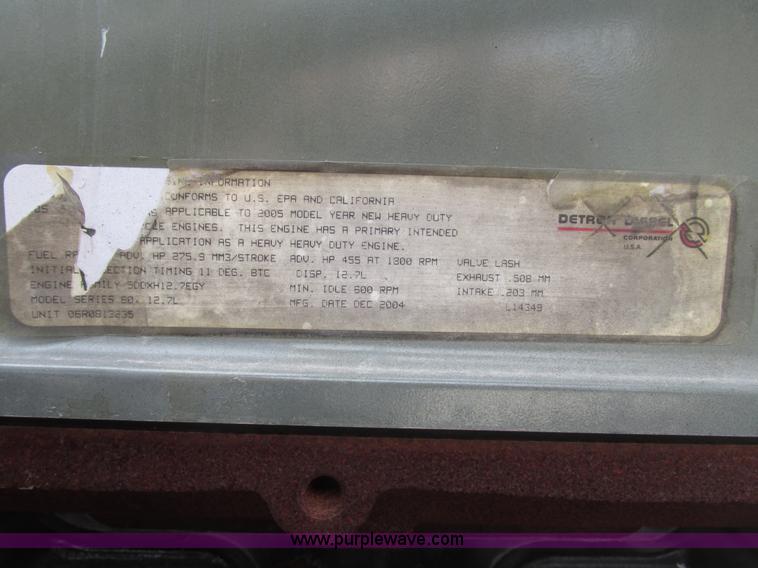 INFORMATION
CONFORMS TO U.S. EPA AND CALIFORNIA
APPLICABLE TO 2005 MODEL YEAR NEW HEAVY DUTY
ENGINES. THIS ENGINE HAS A PRIMARY INTENDED
APPLICATION AS A HEAVY HEAVY DUTY ENGINE.
FUEL ADV. HP 275.9 MM3/STROKE ADV. HP 455 AT 1800 RPM VALVE LASH
INITIAL TIMING 11 DEG. BTC DISP. 12.7L EXHAUST .508 MM
ENGINE 5DDXH12.7EGY MIN. IDLE 600 RPM INTAKE .203 MM
MODEL SERIES 60, 12.7L MFG. DATE DEC 2004 L14349
UNIT 06R0813235
DETROIT DIESEL
CORPORATION
U.S.A.
www.purplewave.com